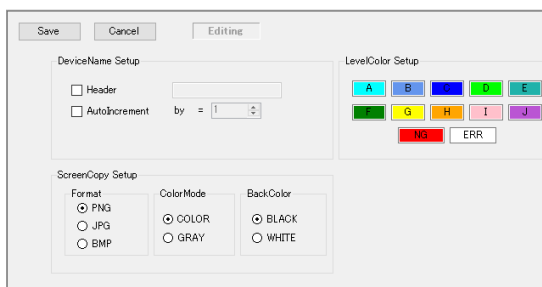 Save Cancel Editing
DeviceName Setup
Header
AutoIncrement by = 1
LevelColor Setup
A B C D E
F G H I J
NG ERR
ScreenCopy Setup
Format
PNG
JPG
BMP
ColorMode
COLOR
GRAY
BackColor
BLACK
WHITE